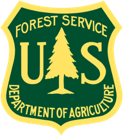 FOREST SERVICE
U S
DEPARTMENT OF AGRICULTURE